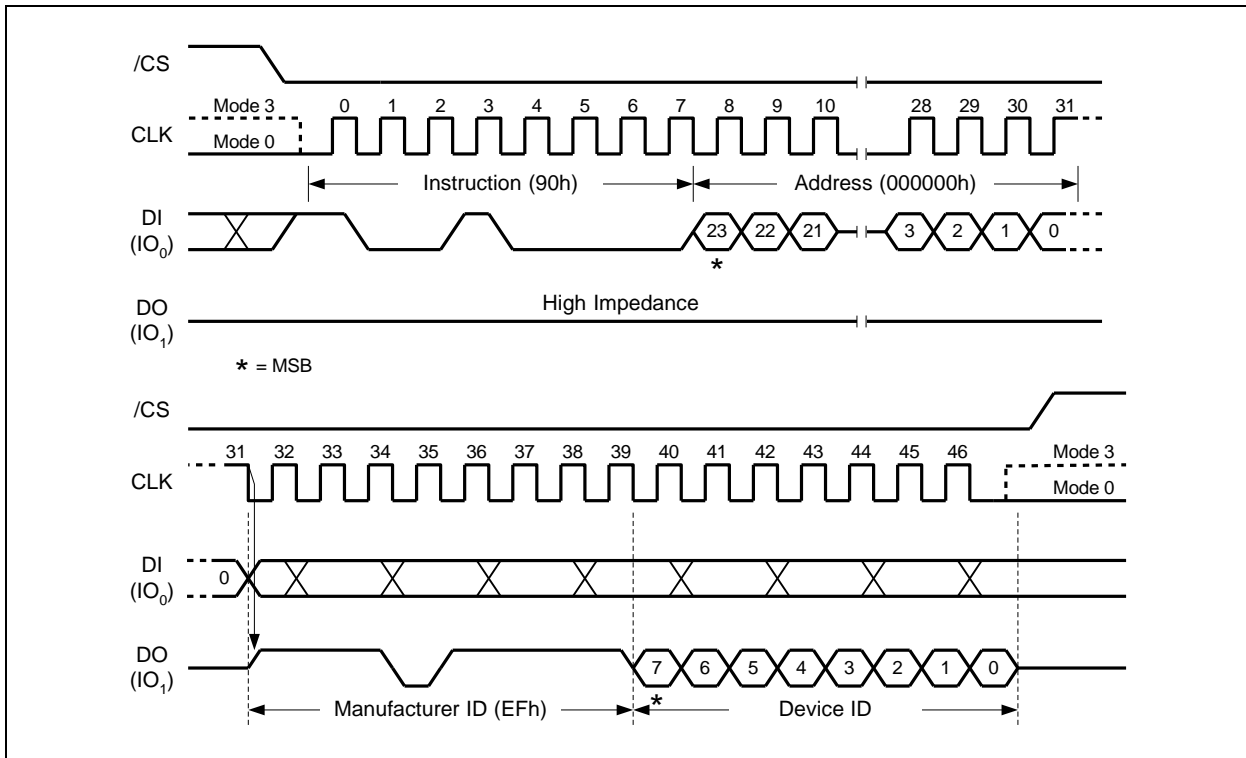 /CS
Mode 3 0 1 2 3 4 5 6 7 8 9 10 28 29 30 31
CLK
Mode 0
Instruction (90h) Address (000000h)
DI
(IO0) 23 22 21 3 2 1 0
*
DO
(IO1)
High Impedance
* = MSB
/CS
31 32 33 34 35 36 37 38 39 40 41 42 43 44 45 46 Mode 3
CLK
Mode 0
DI
(IO0)
0
DO
(IO1)
7 6 5 4 3 2 1 0
*
Manufacturer ID (EFh) Device ID